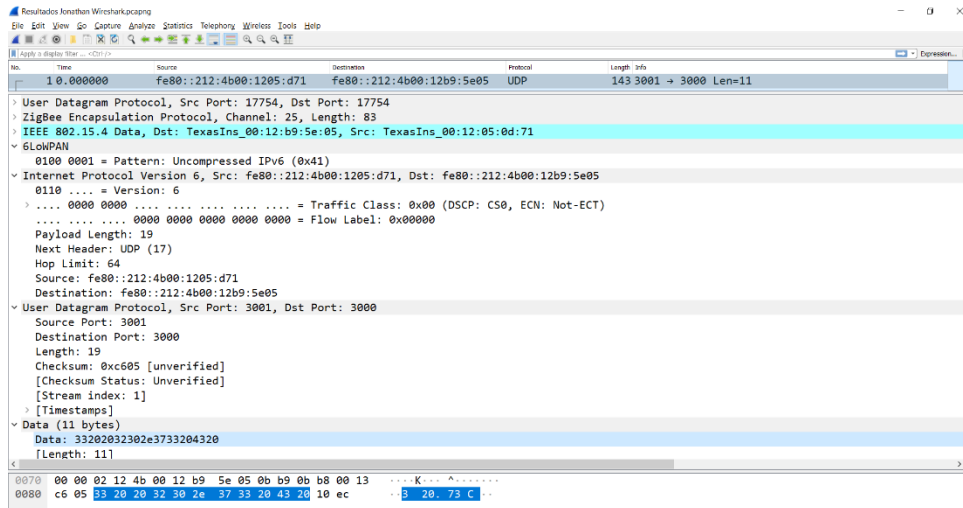 Resultados Jonathan Wireshark.pcapng
File Edit View Go Capture Analyze Statistics Telephony Wireless Tools Help
Apply a display filter ... <Ctrl-/>
Expression...
No. Time Source Destination Protocol Length Info
1 0.000000 fe80::212:4b00:1205:d71 fe80::212:4b00:12b9:5e05 UDP 143 3001 → 3000 Len=11
> User Datagram Protocol, Src Port: 17754, Dst Port: 17754
> ZigBee Encapsulation Protocol, Channel: 25, Length: 83
> IEEE 802.15.4 Data, Dst: TexasIns_00:12:b9:5e:05, Src: TexasIns_00:12:05:0d:71
6LoWPAN
0100 0001 = Pattern: Uncompressed IPv6 (0x41)
Internet Protocol Version 6, Src: fe80::212:4b00:1205:d71, Dst: fe80::212:4b00:12b9:5e05
0110 .... = Version: 6
> .... 0000 0000 .... .... .... .... .... = Traffic Class: 0x00 (DSCP: CS0, ECN: Not-ECT)
.... .... .... 0000 0000 0000 0000 0000 = Flow Label: 0x00000
Payload Length: 19
Next Header: UDP (17)
Hop Limit: 64
Source: fe80::212:4b00:1205:d71
Destination: fe80::212:4b00:12b9:5e05
User Datagram Protocol, Src Port: 3001, Dst Port: 3000
Source Port: 3001
Destination Port: 3000
Length: 19
Checksum: 0xc605 [unverified]
[Checksum Status: Unverified]
[Stream index: 1]
> [Timestamps]
Data (11 bytes)
Data: 33202032302e3733204320
[Length: 11]
0070 00 00 02 12 4b 00 12 b9 5e 05 0b b9 0b b8 00 13 ····K··· ^·······
0080 c6 05 33 20 20 32 30 2e 37 33 20 43 20 10 ec ··3 20. 73 C ··